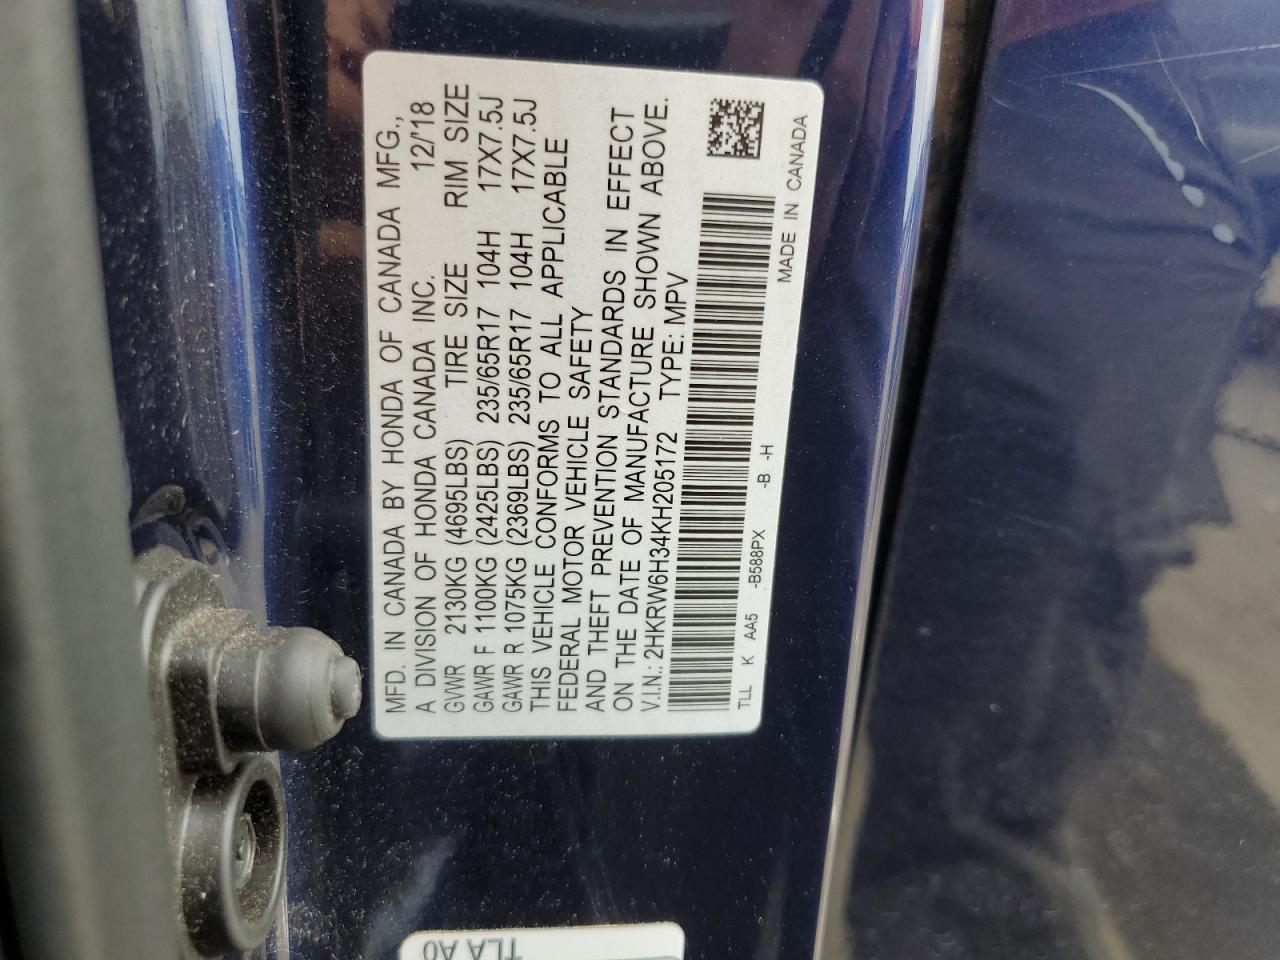 MFD. IN CANADA BY HONDA OF CANADA MFG.,
A DIVISION OF HONDA CANADA INC. 12/'18
GVWR 2130KG (4695LBS) TIRE SIZE RIM SIZE
GAWR F 1100KG (2425LBS) 235/65R17 104H 17X7.5J
GAWR R 1075KG (2369LBS) 235/65R17 104H 17X7.5J
THIS VEHICLE CONFORMS TO ALL APPLICABLE
FEDERAL MOTOR VEHICLE SAFETY
AND THEFT PREVENTION STANDARDS IN EFFECT
ON THE DATE OF MANUFACTURE SHOWN ABOVE.
V.I.N.: 2HKRW6H34KH205172 TYPE: MPV
TLL K AA5 -B588PX -B -H
MADE IN CANADA
TLA A0